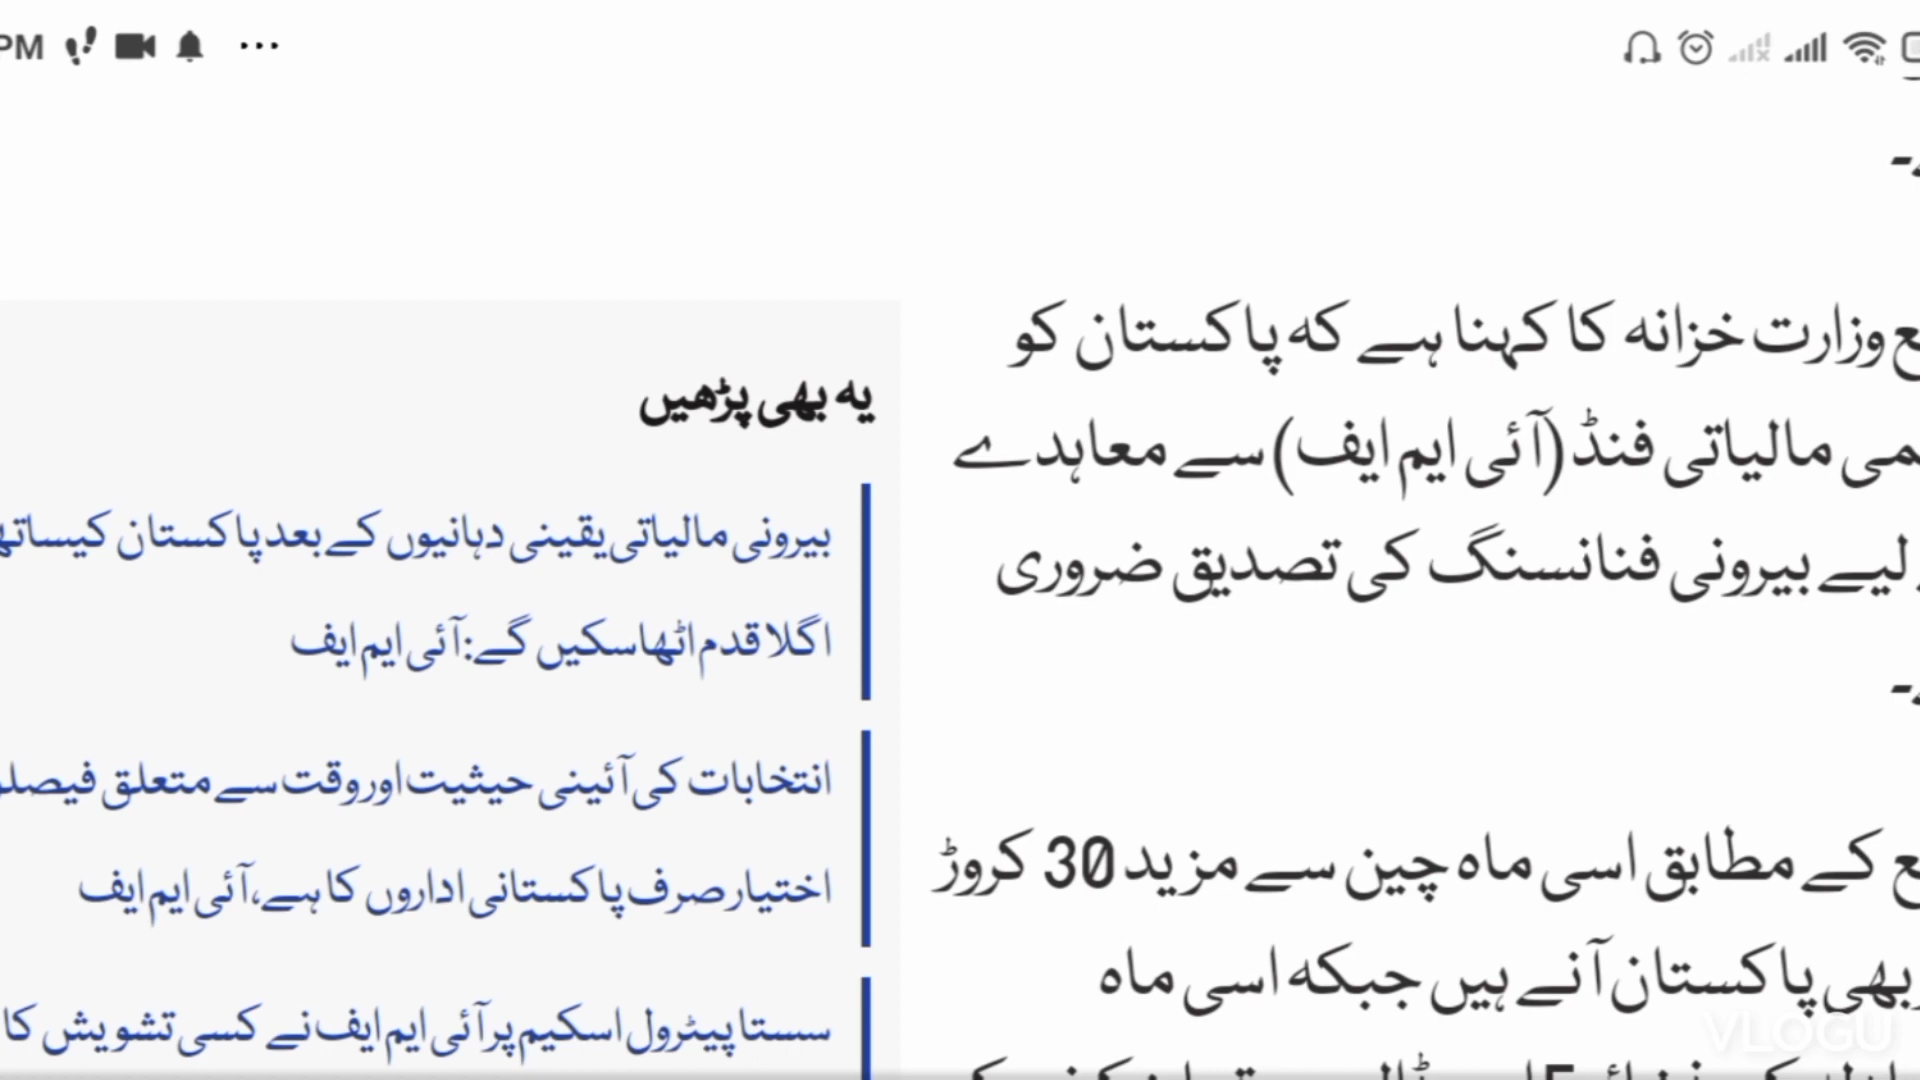 PM
وزارت خزانہ کا کہنا ہے کہ پاکستان کو
مالیاتی فنڈ (آئی ایم ایف) سے معاہدے
لیے بیرونی فنانسنگ کی تصدیق ضروری
کے مطابق اسی ماہ چین سے مزید 30 کروڑ
بھی پاکستان آنے ہیں جبکہ اسی ماہ
یہ بھی پڑھیں
بیرونی مالیاتی یقینی دہانیوں کے بعد پاکستان کیساتھ
اگلا قدم اٹھا سکیں گے: آئی ایم ایف
انتخابات کی آئینی حیثیت اور وقت سے متعلق
اختیار صرف پاکستانی اداروں کا ہے، آئی ایم ایف
سستا پیٹرول اسکیم پر آئی ایم ایف نے کسی تشویش کا
VLOGU